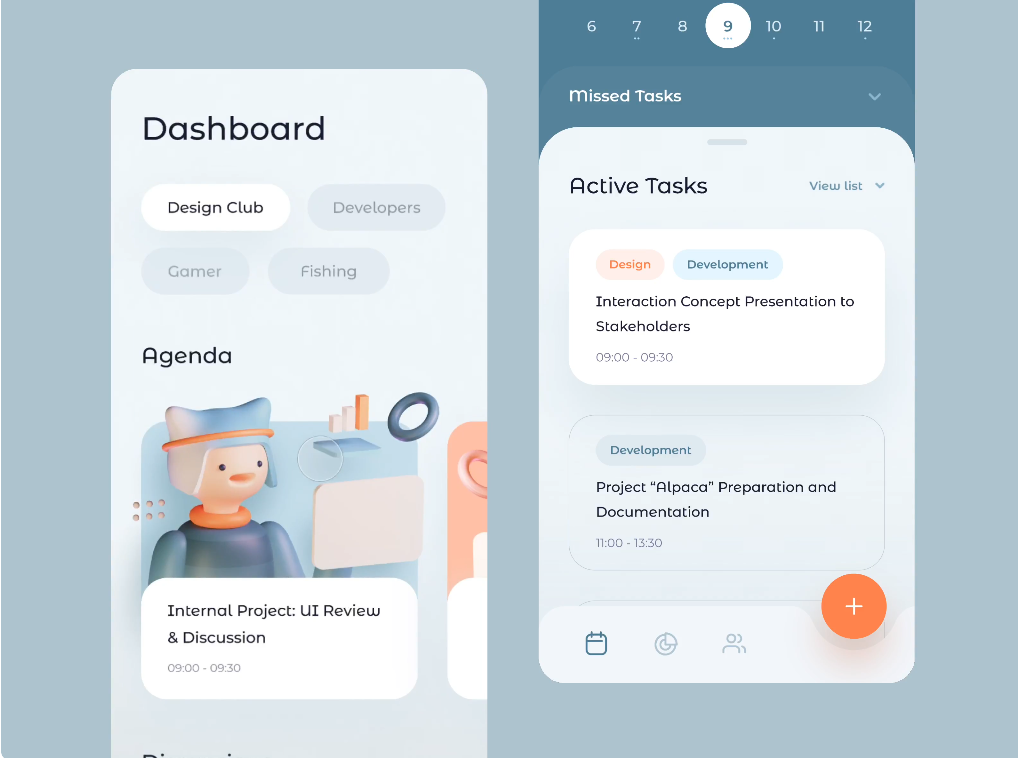 Dashboard
Design Club
Developers
Gamer
Fishing
Agenda
Internal Project: UI Review
& Discussion
09:00 - 09:30
6 7 8 9 10 11 12
Missed Tasks
Active Tasks
View list
Design
Development
Interaction Concept Presentation to
Stakeholders
09:00 - 09:30
Development
Project “Alpaca” Preparation and
Documentation
11:00 - 13:30